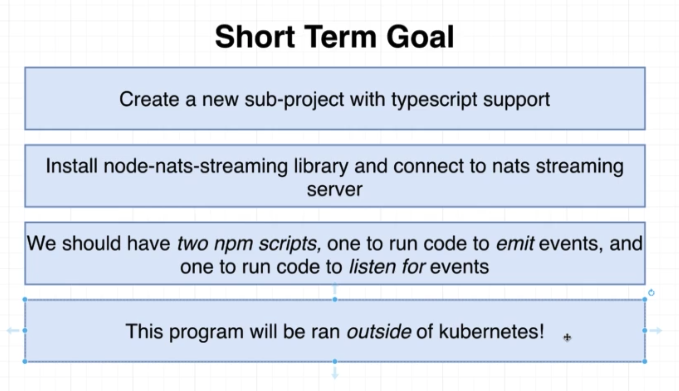 Short Term Goal
Create a new sub-project with typescript support
Install node-nats-streaming library and connect to nats streaming
server
We should have two npm scripts, one to run code to emit events, and
one to run code to listen for events
This program will be ran outside of kubernetes!